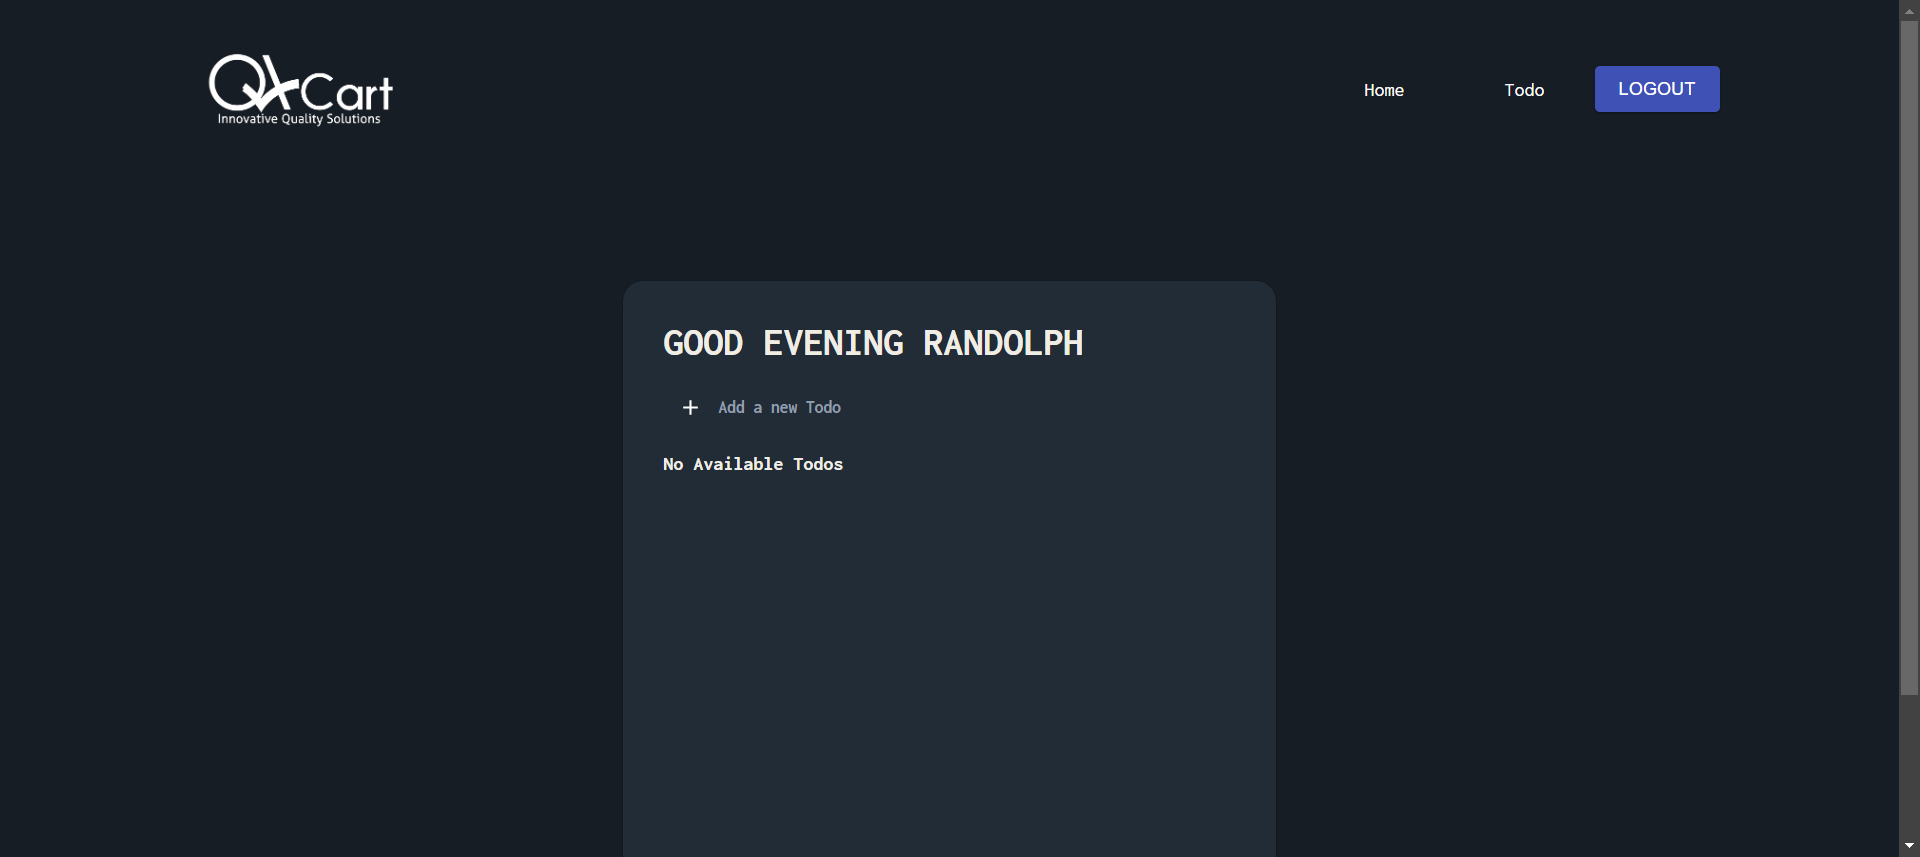 QACart
Innovative Quality Solutions
Home
Todo
LOGOUT
GOOD EVENING RANDOLPH
+ Add a new Todo
No Available Todos